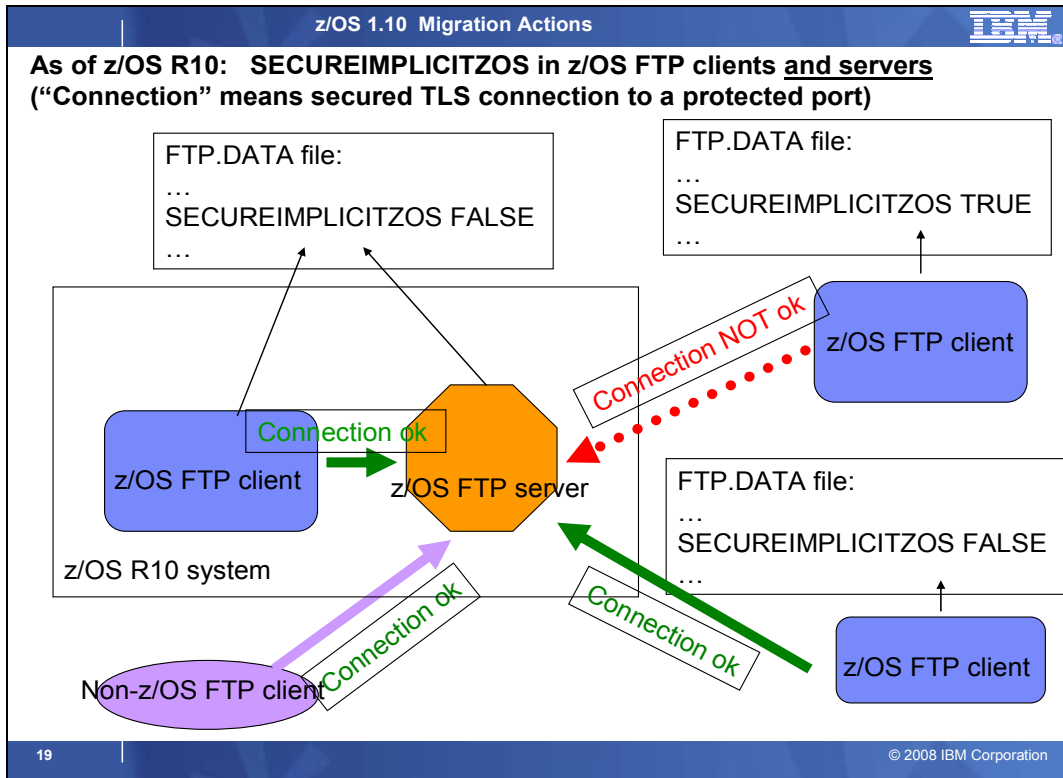 z/OS 1.10 Migration Actions
IBM®
As of z/OS R10: SECUREIMPLICITZOS in z/OS FTP clients and servers
("Connection" means secured TLS connection to a protected port)
FTP.DATA file:
…
SECUREIMPLICITZOS FALSE
…
FTP.DATA file:
…
SECUREIMPLICITZOS TRUE
…
Connection NOT ok
z/OS FTP client
Connection ok
z/OS FTP client
z/OS FTP server
FTP.DATA file:
…
SECUREIMPLICITZOS FALSE
…
z/OS R10 system
Connection ok
Connection ok
Non-z/OS FTP client
z/OS FTP client
19
© 2008 IBM Corporation